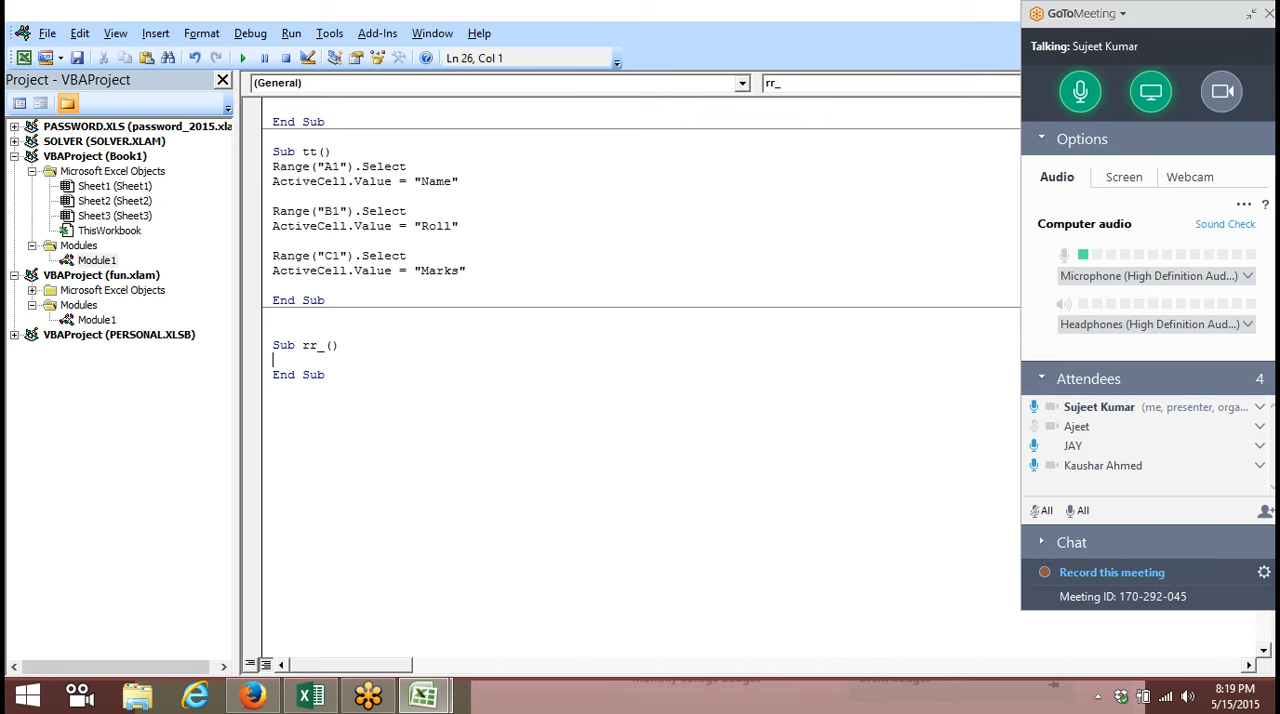 File Edit View Insert Format Debug Run Tools Add-Ins Window Help
Ln 26, Col 1
Project - VBAProject
(General)
rr_
PASSWORD.XLS (password_2015.xla
SOLVER (SOLVER.XLAM)
VBAProject (Book1)
Microsoft Excel Objects
Sheet1 (Sheet1)
Sheet2 (Sheet2)
Sheet3 (Sheet3)
ThisWorkbook
Modules
Module1
VBAProject (fun.xlam)
Microsoft Excel Objects
Modules
Module1
VBAProject (PERSONAL.XLSB)
End Sub
Sub tt()
Range("A1").Select
ActiveCell.Value = "Name"
Range("B1").Select
ActiveCell.Value = "Roll"
Range("C1").Select
ActiveCell.Value = "Marks"
End Sub
Sub rr_()
End Sub
GoToMeeting
Talking: Sujeet Kumar
Options
Audio Screen Webcam
... ?
Computer audio Sound Check
Microphone (High Definition Aud...)
Headphones (High Definition Aud...)
Attendees 4
Sujeet Kumar (me, presenter, orga...
Ajeet
JAY
Kaushar Ahmed
All All
Chat
Record this meeting
Meeting ID: 170-292-045
8:19 PM
5/15/2015